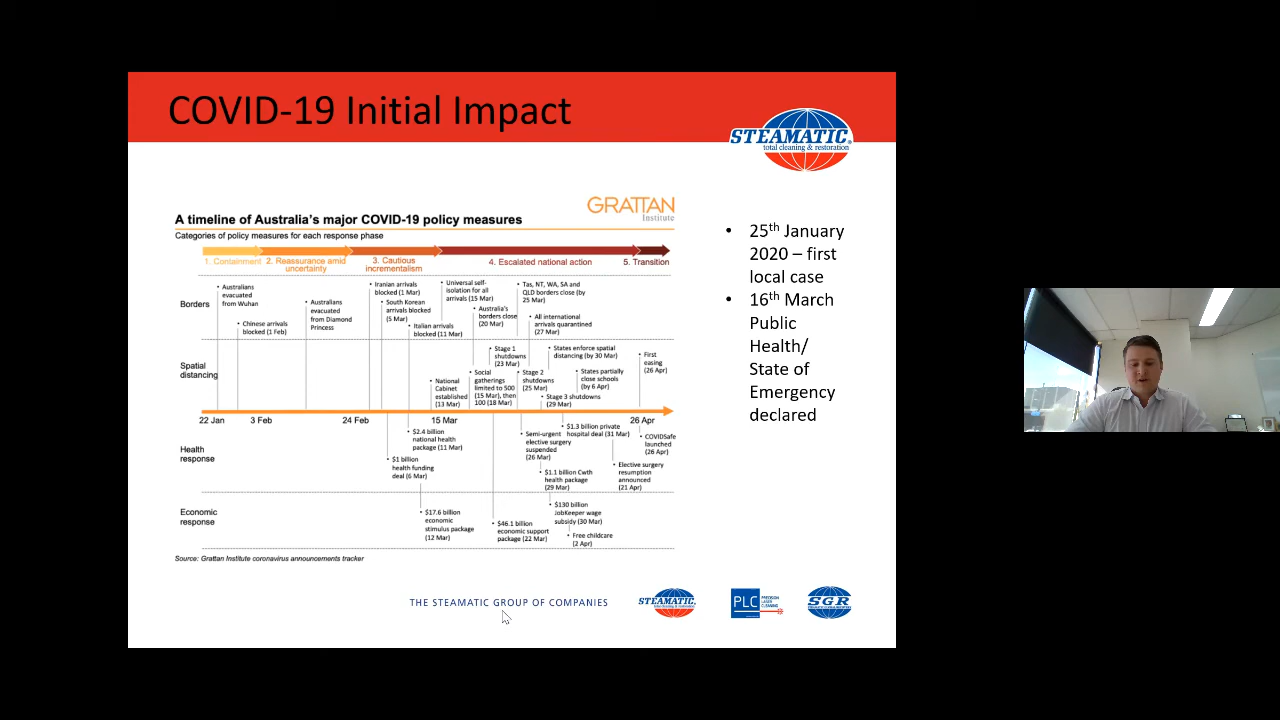 COVID-19 Initial Impact
STEAMATIC
total cleaning & restoration
GRATTAN
Institute
A timeline of Australia's major COVID-19 policy measures
Categories of policy measures for each response phase
1. Containment
2. Reassurance amid
uncertainty
3. Cautious
incrementalism
4. Escalated national action
5. Transition
Borders
• Australians
evacuated
from Wuhan
• Chinese arrivals
blocked (1 Feb)
• Australians
evacuated
from Diamond
Princess
• Iranian arrivals
blocked (1 Mar)
• South Korean
arrivals blocked
(5 Mar)
• Italian arrivals
blocked (11 Mar)
• Universal self-
isolation for all
arrivals (15 Mar)
• Australia's
borders close
(20 Mar)
• Tas, NT, WA, SA and
QLD borders close (by
25 Mar)
• All international
arrivals quarantined
(27 Mar)
Spatial
distancing
• National
Cabinet
established
(13 Mar)
• Social
gatherings
limited to 500
(15 Mar), then
100 (18 Mar)
• Stage 1
shutdowns
(23 Mar)
• Stage 2
shutdowns
(25 Mar)
• States enforce spatial
distancing (by 30 Mar)
• States partially
close schools
(by 6 Apr)
• Stage 3 shutdowns
(29 Mar)
• First
easing
(26 Apr)
22 Jan
3 Feb
24 Feb
15 Mar
26 Apr
Health
response
• $2.4 billion
national health
package (11 Mar)
• $1 billion
health funding
deal (6 Mar)
• Semi-urgent
elective surgery
suspended
(26 Mar)
• $1.3 billion private
hospital deal (31 Mar)
• $1.1 billion Cwth
health package
(29 Mar)
• COVIDSafe
launched
(26 Apr)
• Elective surgery
resumption
announced
(21 Apr)
Economic
response
• $17.6 billion
economic
stimulus package
(12 Mar)
• $46.1 billion
economic support
package (22 Mar)
• $130 billion
JobKeeper wage
subsidy (30 Mar)
• Free childcare
(2 Apr)
Source: Grattan Institute coronavirus announcements tracker
• 25th January
2020 – first
local case
• 16th March
Public
Health/
State of
Emergency
declared
THE STEAMATIC GROUP OF COMPANIES
STEAMATIC
total cleaning & restoration
PLC
PRECISION
LASER
CLEANING
SGR